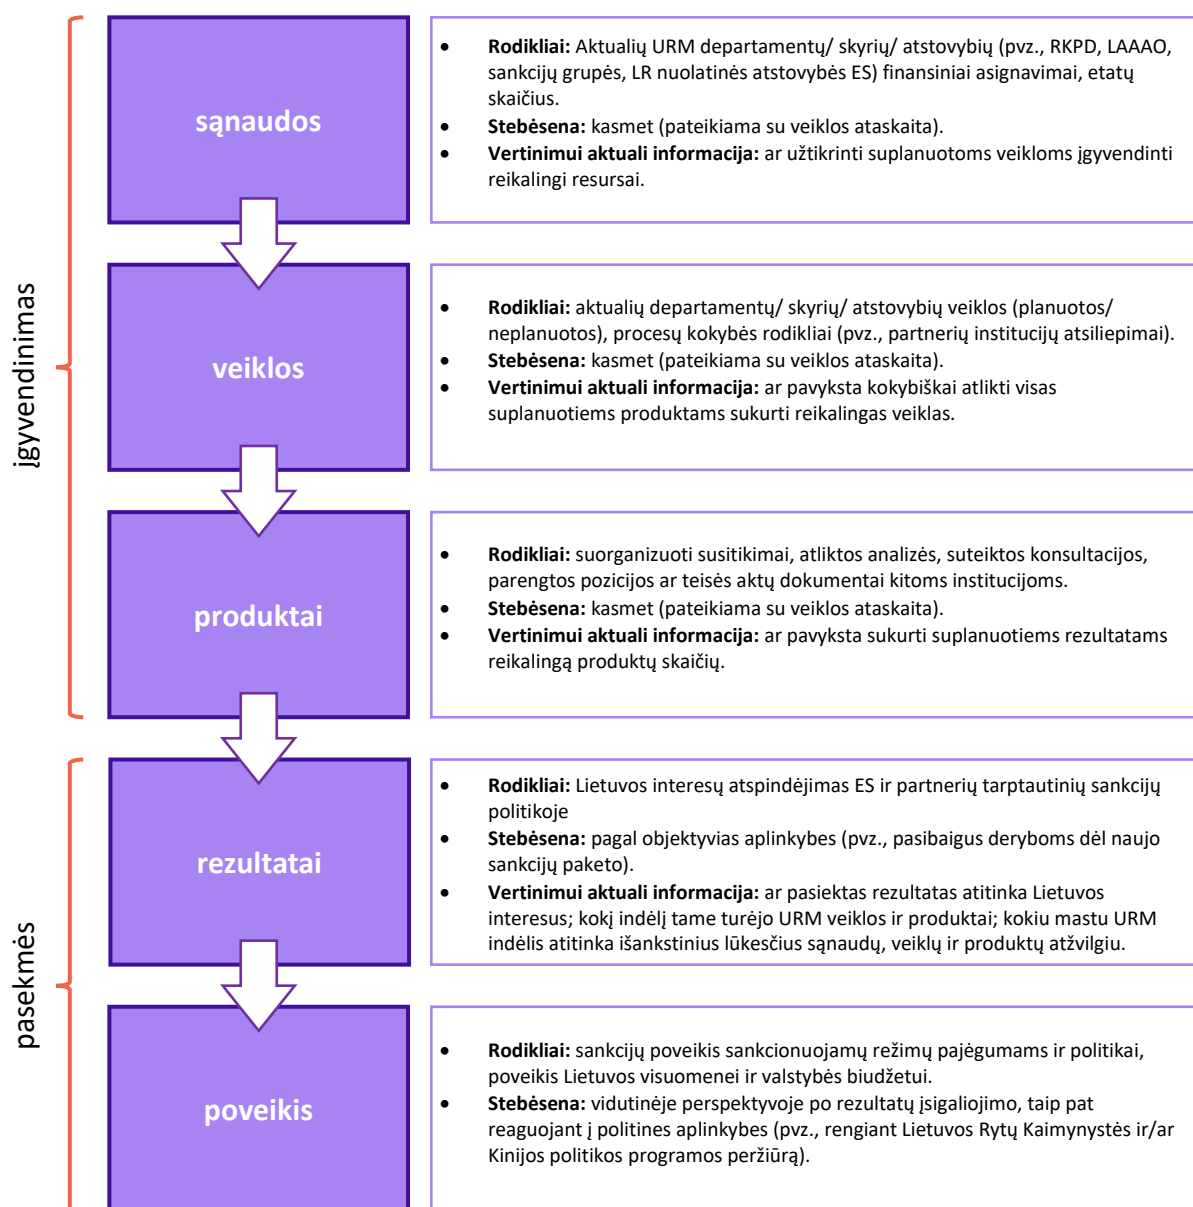 įgyvendinimas
sąnaudos
• Rodikliai: Aktualių URM departamentų/ skyrių/ atstovybių (pvz., RKPD, LAAAO,
sankcijų grupės, LR nuolatinės atstovybės ES) finansiniai asignavimai, etatų
skaičius.
• Stebėsena: kasmet (pateikiama su veiklos ataskaita).
• Vertinimui aktuali informacija: ar užtikrinti suplanuotoms veikloms įgyvendinti
reikalingi resursai.
veiklos
• Rodikliai: aktualių departamentų/ skyrių/ atstovybių veiklos (planuotos/
neplanuotos), procesų kokybės rodikliai (pvz., partnerių institucijų atsiliepimai).
• Stebėsena: kasmet (pateikiama su veiklos ataskaita).
• Vertinimui aktuali informacija: ar pavyksta kokybiškai atlikti visas
suplanuotiems produktams sukurti reikalingas veiklas.
produktai
• Rodikliai: suorganizuoti susitikimai, atliktos analizės, suteiktos konsultacijos,
parengtos pozicijos ar teisės aktų dokumentai kitoms institucijoms.
• Stebėsena: kasmet (pateikiama su veiklos ataskaita).
• Vertinimui aktuali informacija: ar pavyksta sukurti suplanuotiems rezultatams
reikalingą produktų skaičių.
pasekmės
rezultatai
• Rodikliai: Lietuvos interesų atspindėjimas ES ir partnerių tarptautinių sankcijų
politikoje
• Stebėsena: pagal objektyvias aplinkybes (pvz., pasibaigus deryboms dėl naujo
sankcijų paketo).
• Vertinimui aktuali informacija: ar pasiektas rezultatas atitinka Lietuvos
interesus; kokį indėlį tame turėjo URM veiklos ir produktai; kokiu mastu URM
indėlis atitinka išankstinius lūkesčius sąnaudų, veiklų ir produktų atžvilgiu.
poveikis
• Rodikliai: sankcijų poveikis sankcionuojamų režimų pajėgumams ir politikai,
poveikis Lietuvos visuomenei ir valstybės biudžetui.
• Stebėsena: vidutinėje perspektyvoje po rezultatų įsigaliojimo, taip pat
reaguojant į politines aplinkybes (pvz., rengiant Lietuvos Rytų Kaimynystės ir/ar
Kinijos politikos programos peržiūrą).